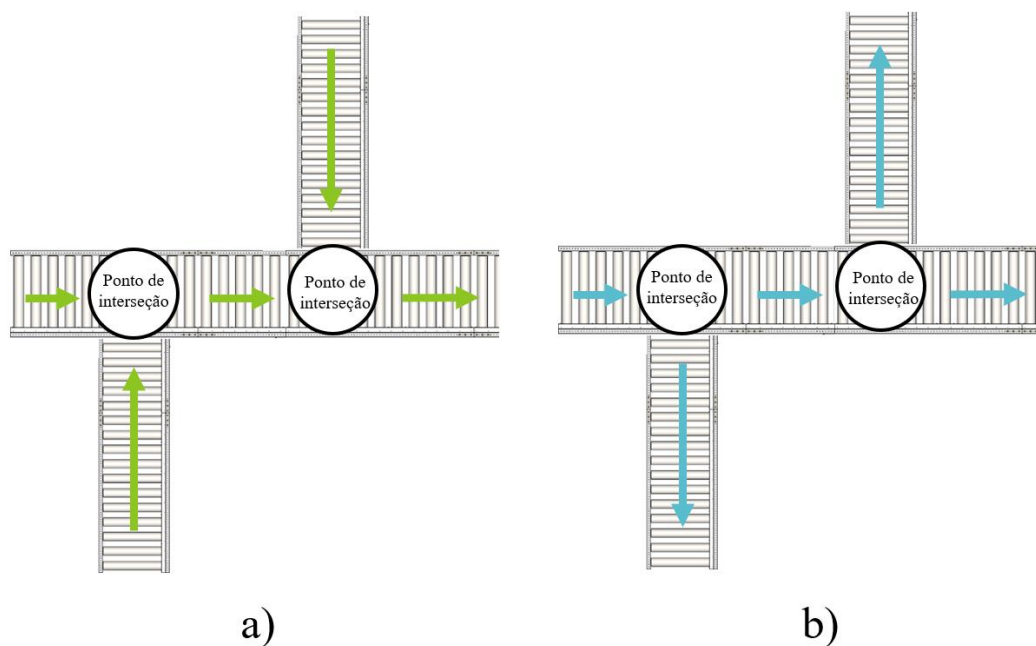 Ponto de
interseção
Ponto de
interseção
Ponto de
interseção
Ponto de
interseção
a)
b)